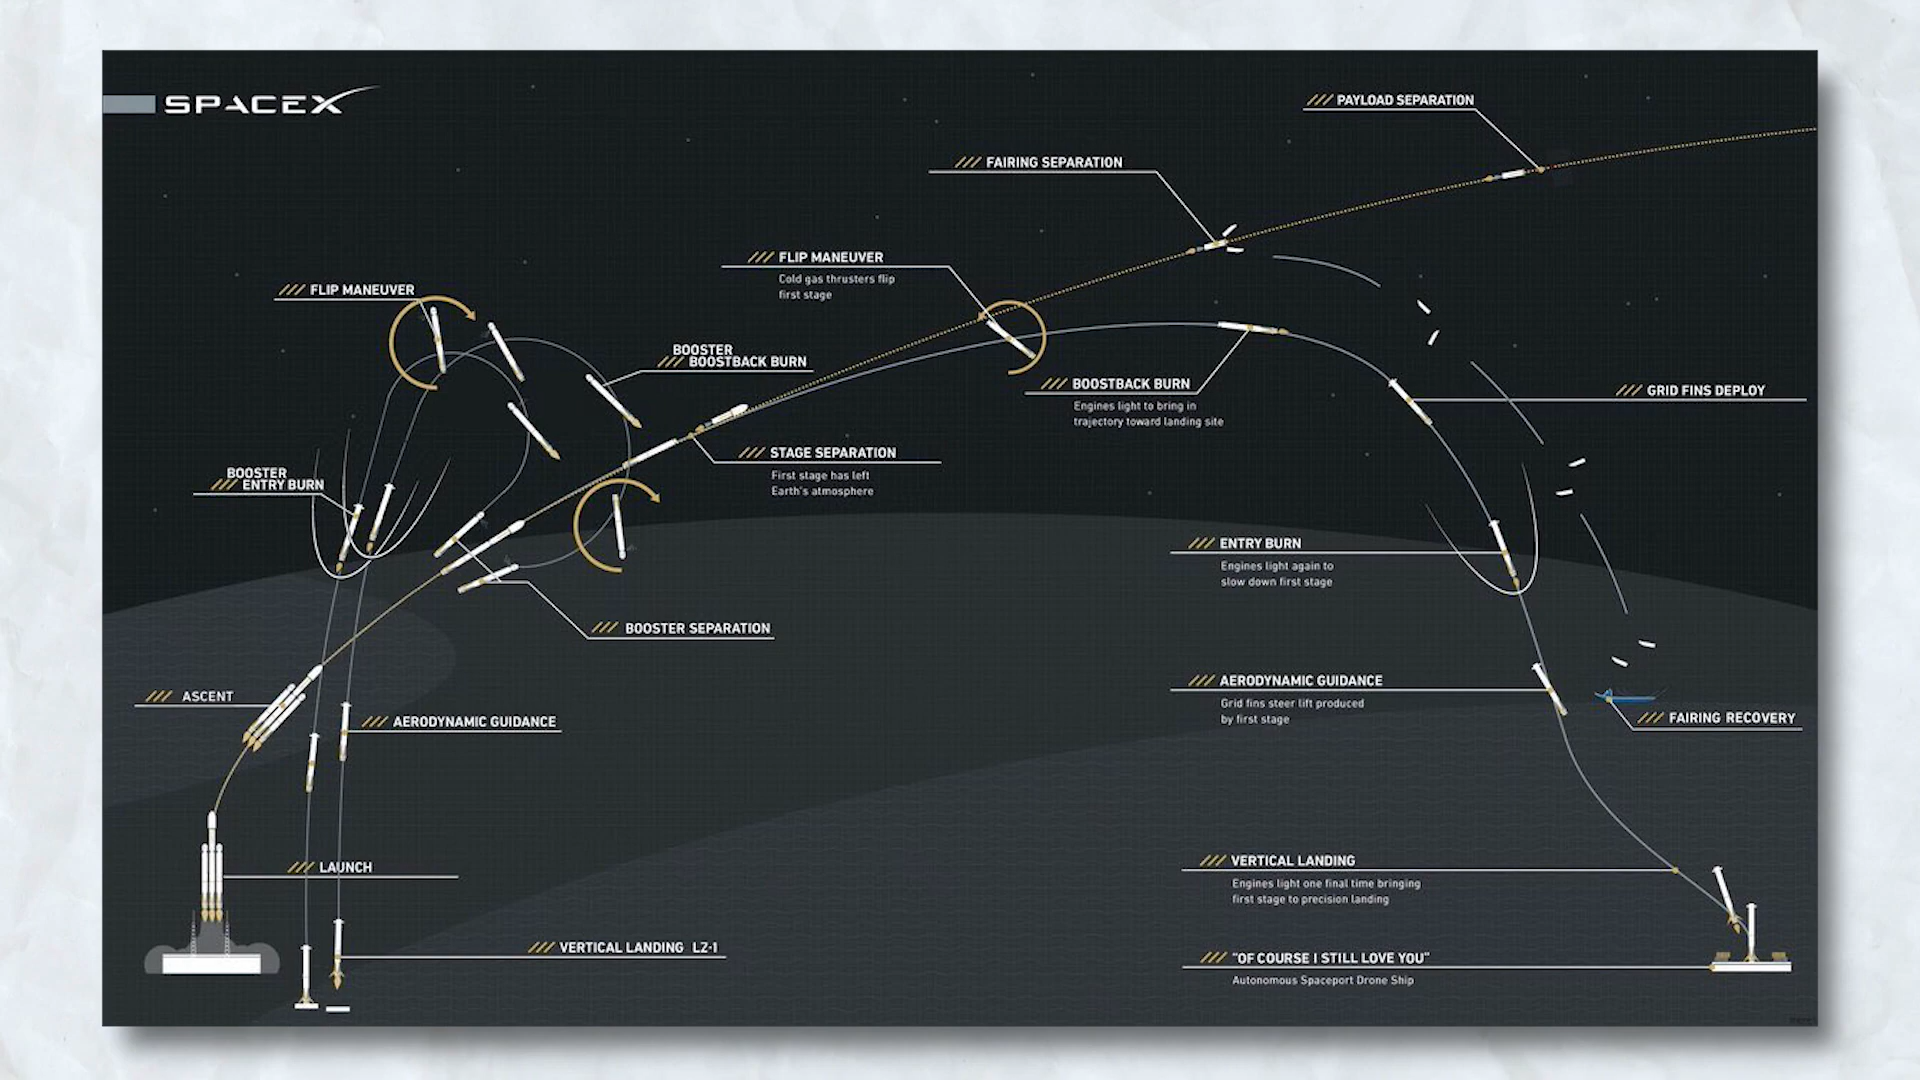 SPACEX
/// PAYLOAD SEPARATION
/// FAIRING SEPARATION
/// FLIP MANEUVER
Cold gas thrusters flip
first stage
/// FLIP MANEUVER
BOOSTER
/// BOOSTBACK BURN
/// BOOSTBACK BURN
Engines light to bring in
trajectory toward landing site
/// GRID FINS DEPLOY
/// STAGE SEPARATION
First stage has left
Earth's atmosphere
BOOSTER
/// ENTRY BURN
/// ENTRY BURN
Engines light again to
slow down first stage
/// BOOSTER SEPARATION
/// ASCENT
/// AERODYNAMIC GUIDANCE
/// AERODYNAMIC GUIDANCE
Grid fins steer lift produced
by first stage
/// FAIRING RECOVERY
/// LAUNCH
/// VERTICAL LANDING
Engines light one final time bringing
first stage to precision landing
/// VERTICAL LANDING LZ-1
/// "OF COURSE I STILL LOVE YOU"
Autonomous Spaceport Drone Ship